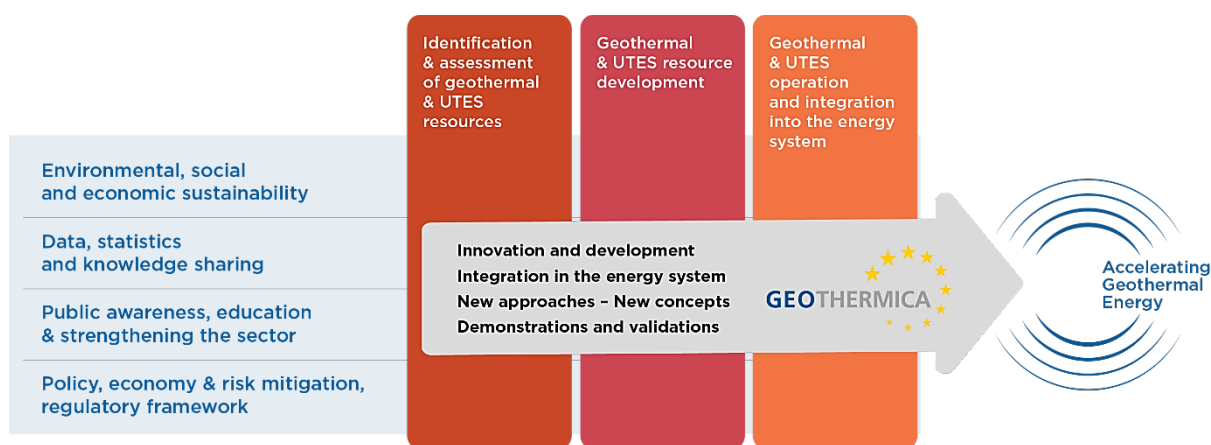 Identification
& assessment
of geothermal
& UTES
resources
Geothermal
& UTES resource
development
Geothermal
& UTES
operation
and integration
into the energy
system
Environmental, social
and economic sustainability
Data, statistics
and knowledge sharing
Public awareness, education
& strengthening the sector
Policy, economy & risk mitigation,
regulatory framework
Innovation and development
Integration in the energy system
New approaches – New concepts
Demonstrations and validations
GEOTHERMICA
Accelerating
Geothermal
Energy